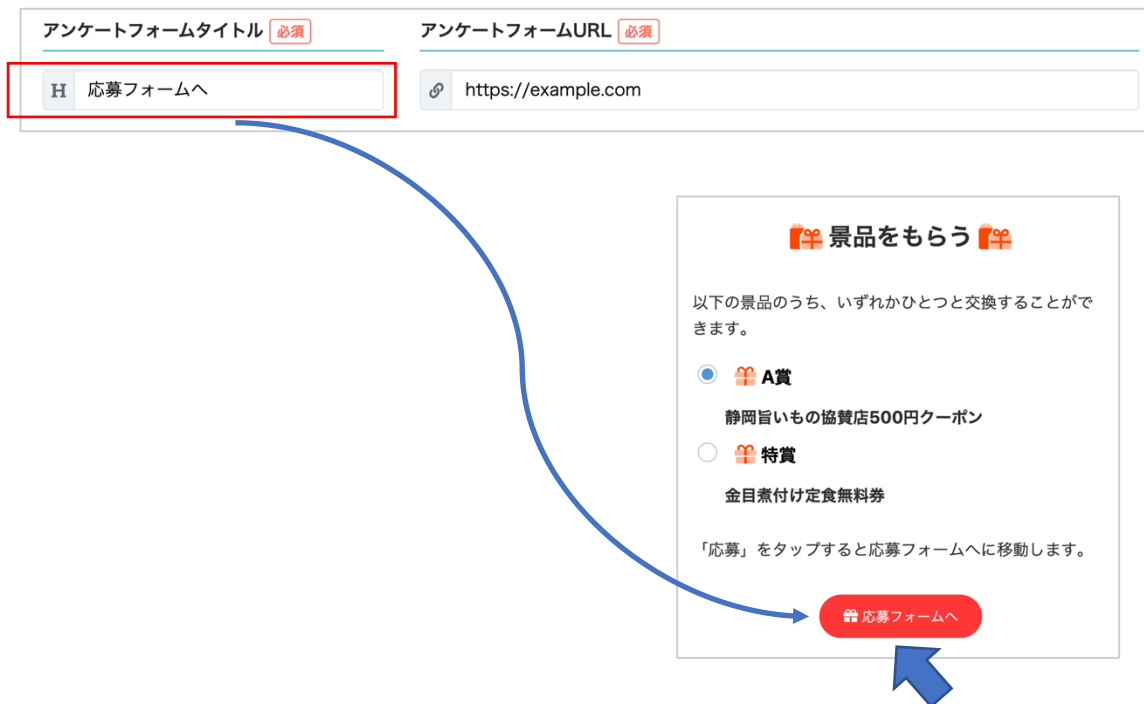 アンケートフォームタイトル 必須
アンケートフォームURL 必須
H 応募フォームへ
https://example.com
景品をもらう
以下の景品のうち、いずれかひとつと交換することがで
きます。
A賞
静岡旨いもの協賛店500円クーポン
特賞
金目煮付け定食無料券
「応募」をタップすると応募フォームへに移動します。
応募フォームへ